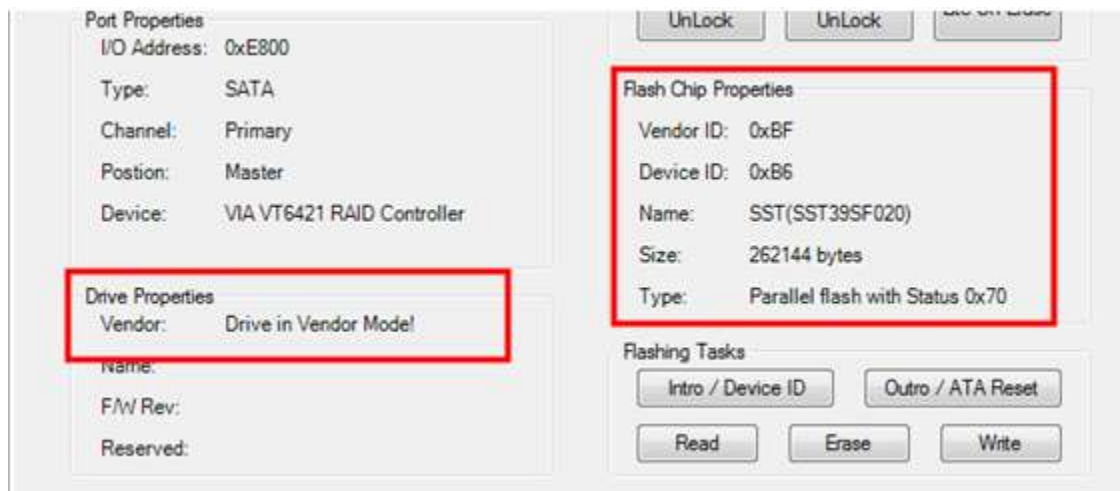 Port Properties
I/O Address: 0xE800
Type: SATA
Channel: Primary
Postion: Master
Device: VIA VT6421 RAID Controller
Drive Properties
Vendor: Drive in Vendor Mode!
Name:
F/W Rev:
Reserved:
UnLock UnLock Erase
Flash Chip Properties
Vendor ID: 0xBF
Device ID: 0xB6
Name: SST(SST39SF020)
Size: 262144 bytes
Type: Parallel flash with Status 0x70
Flashing Tasks
Intro / Device ID Outro / ATA Reset
Read Erase Write